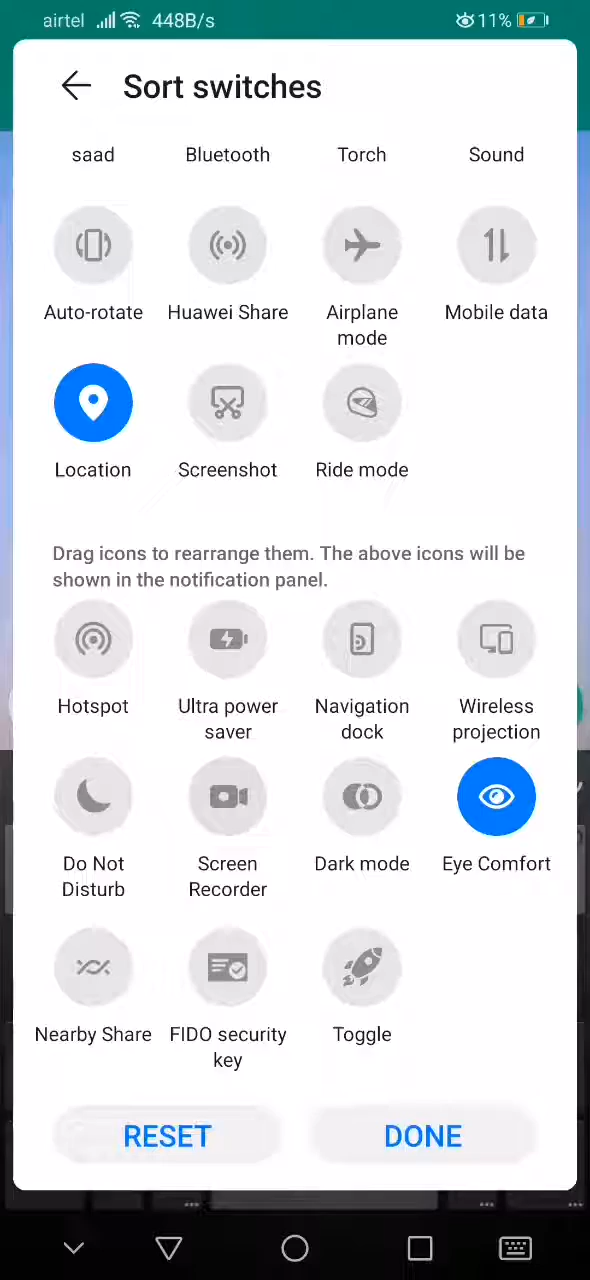 airtel 448B/s 11%
Sort switches
saad Bluetooth Torch Sound
Auto-rotate Huawei Share Airplane mode Mobile data
Location Screenshot Ride mode
Drag icons to rearrange them. The above icons will be
shown in the notification panel.
Hotspot Ultra power saver Navigation dock Wireless projection
Do Not Disturb Screen Recorder Dark mode Eye Comfort
Nearby Share FIDO security key Toggle
RESET DONE